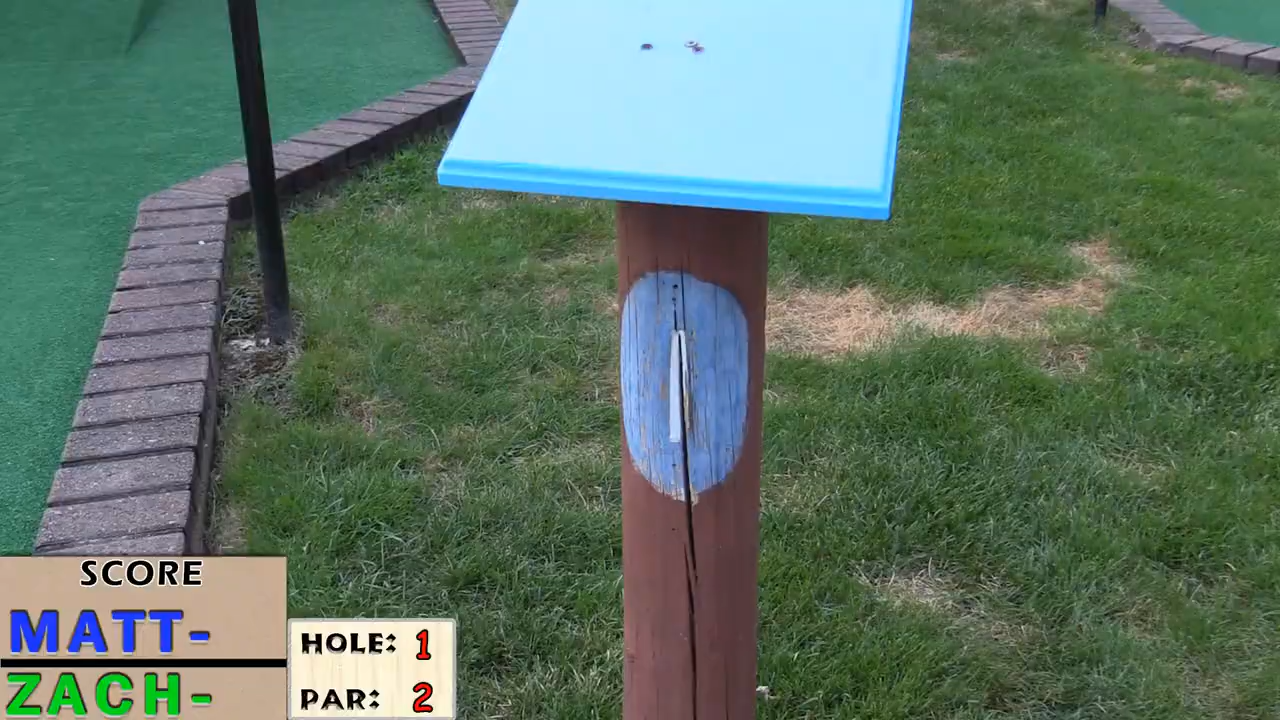 SCORE
MATT-
ZACH-
HOLE: 1
PAR: 2